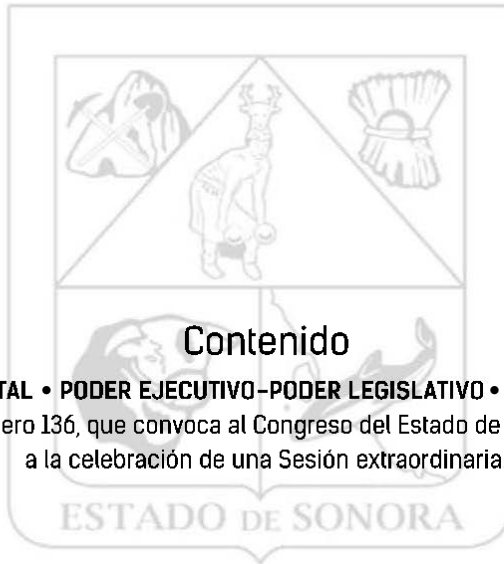 Contenido
TAL • PODER EJECUTIVO-PODER LEGISLATIVO •
ero 136, que convoca al Congreso del Estado de
a la celebración de una Sesión extraordinaria
ESTADO DE SONORA